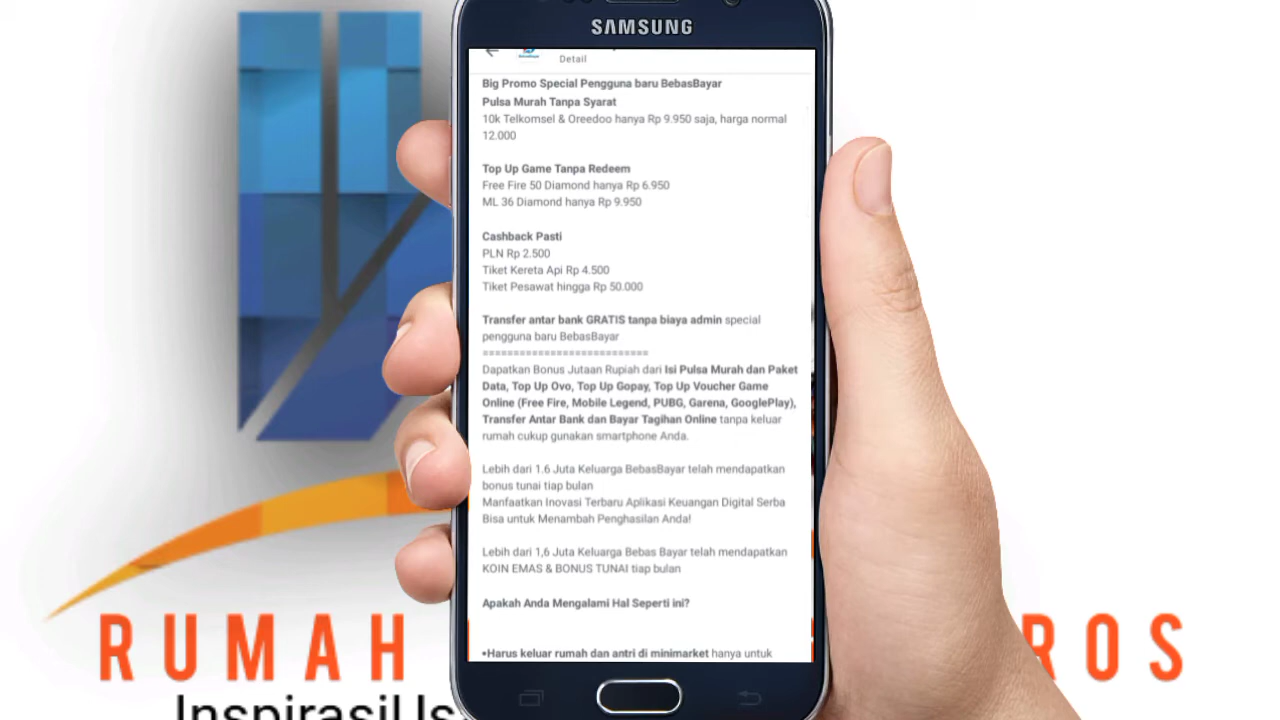 SAMSUNG
Detail
Big Promo Special Pengguna baru BebasBayar
Pulsa Murah Tanpa Syarat
10k Telkomsel & Oreedoo hanya Rp 9.950 saja, harga normal
12.000
Top Up Game Tanpa Redeem
Free Fire 50 Diamond hanya Rp 6.950
ML 36 Diamond hanya Rp 9.950
Cashback Pasti
PLN Rp 2.500
Tiket Kereta Api Rp 4.500
Tiket Pesawat hingga Rp 50.000
Transfer antar bank GRATIS tanpa biaya admin special
pengguna baru BebasBayar
===========================
Dapatkan Bonus Jutaan Rupiah dari Isi Pulsa Murah dan Paket
Data, Top Up Ovo, Top Up Gopay, Top Up Voucher Game
Online (Free Fire, Mobile Legend, PUBG, Garena, GooglePlay),
Transfer Antar Bank dan Bayar Tagihan Online tanpa keluar
rumah cukup gunakan smartphone Anda.
Lebih dari 1.6 Juta Keluarga BebasBayar telah mendapatkan
bonus tunai tiap bulan
Manfaatkan Inovasi Terbaru Aplikasi Keuangan Digital Serba
Bisa untuk Menambah Penghasilan Anda!
Lebih dari 1,6 Juta Keluarga Bebas Bayar telah mendapatkan
KOIN EMAS & BONUS TUNAI tiap bulan
Apakah Anda Mengalami Hal Seperti ini?
•Harus keluar rumah dan antri di minimarket hanya untuk
RUMAH ROS
InspirasiUs